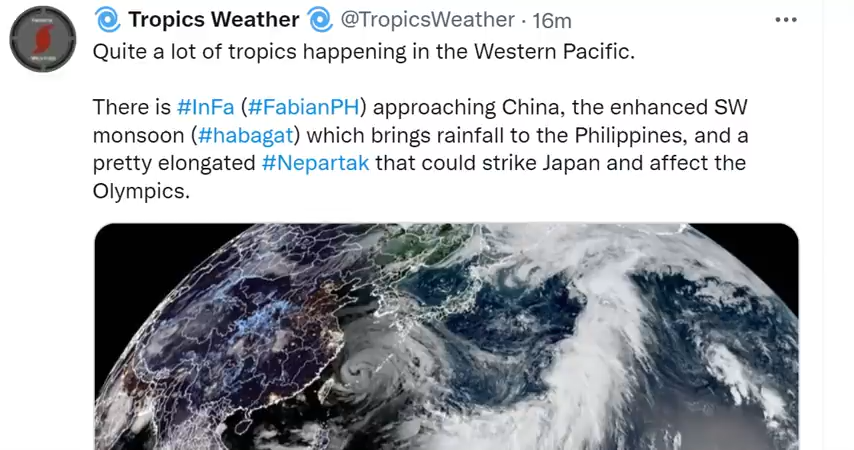 🌀 Tropics Weather 🌀 @TropicsWeather · 16m
Quite a lot of tropics happening in the Western Pacific.
There is #InFa (#FabianPH) approaching China, the enhanced SW
monsoon (#habagat) which brings rainfall to the Philippines, and a
pretty elongated #Nepartak that could strike Japan and affect the
Olympics.